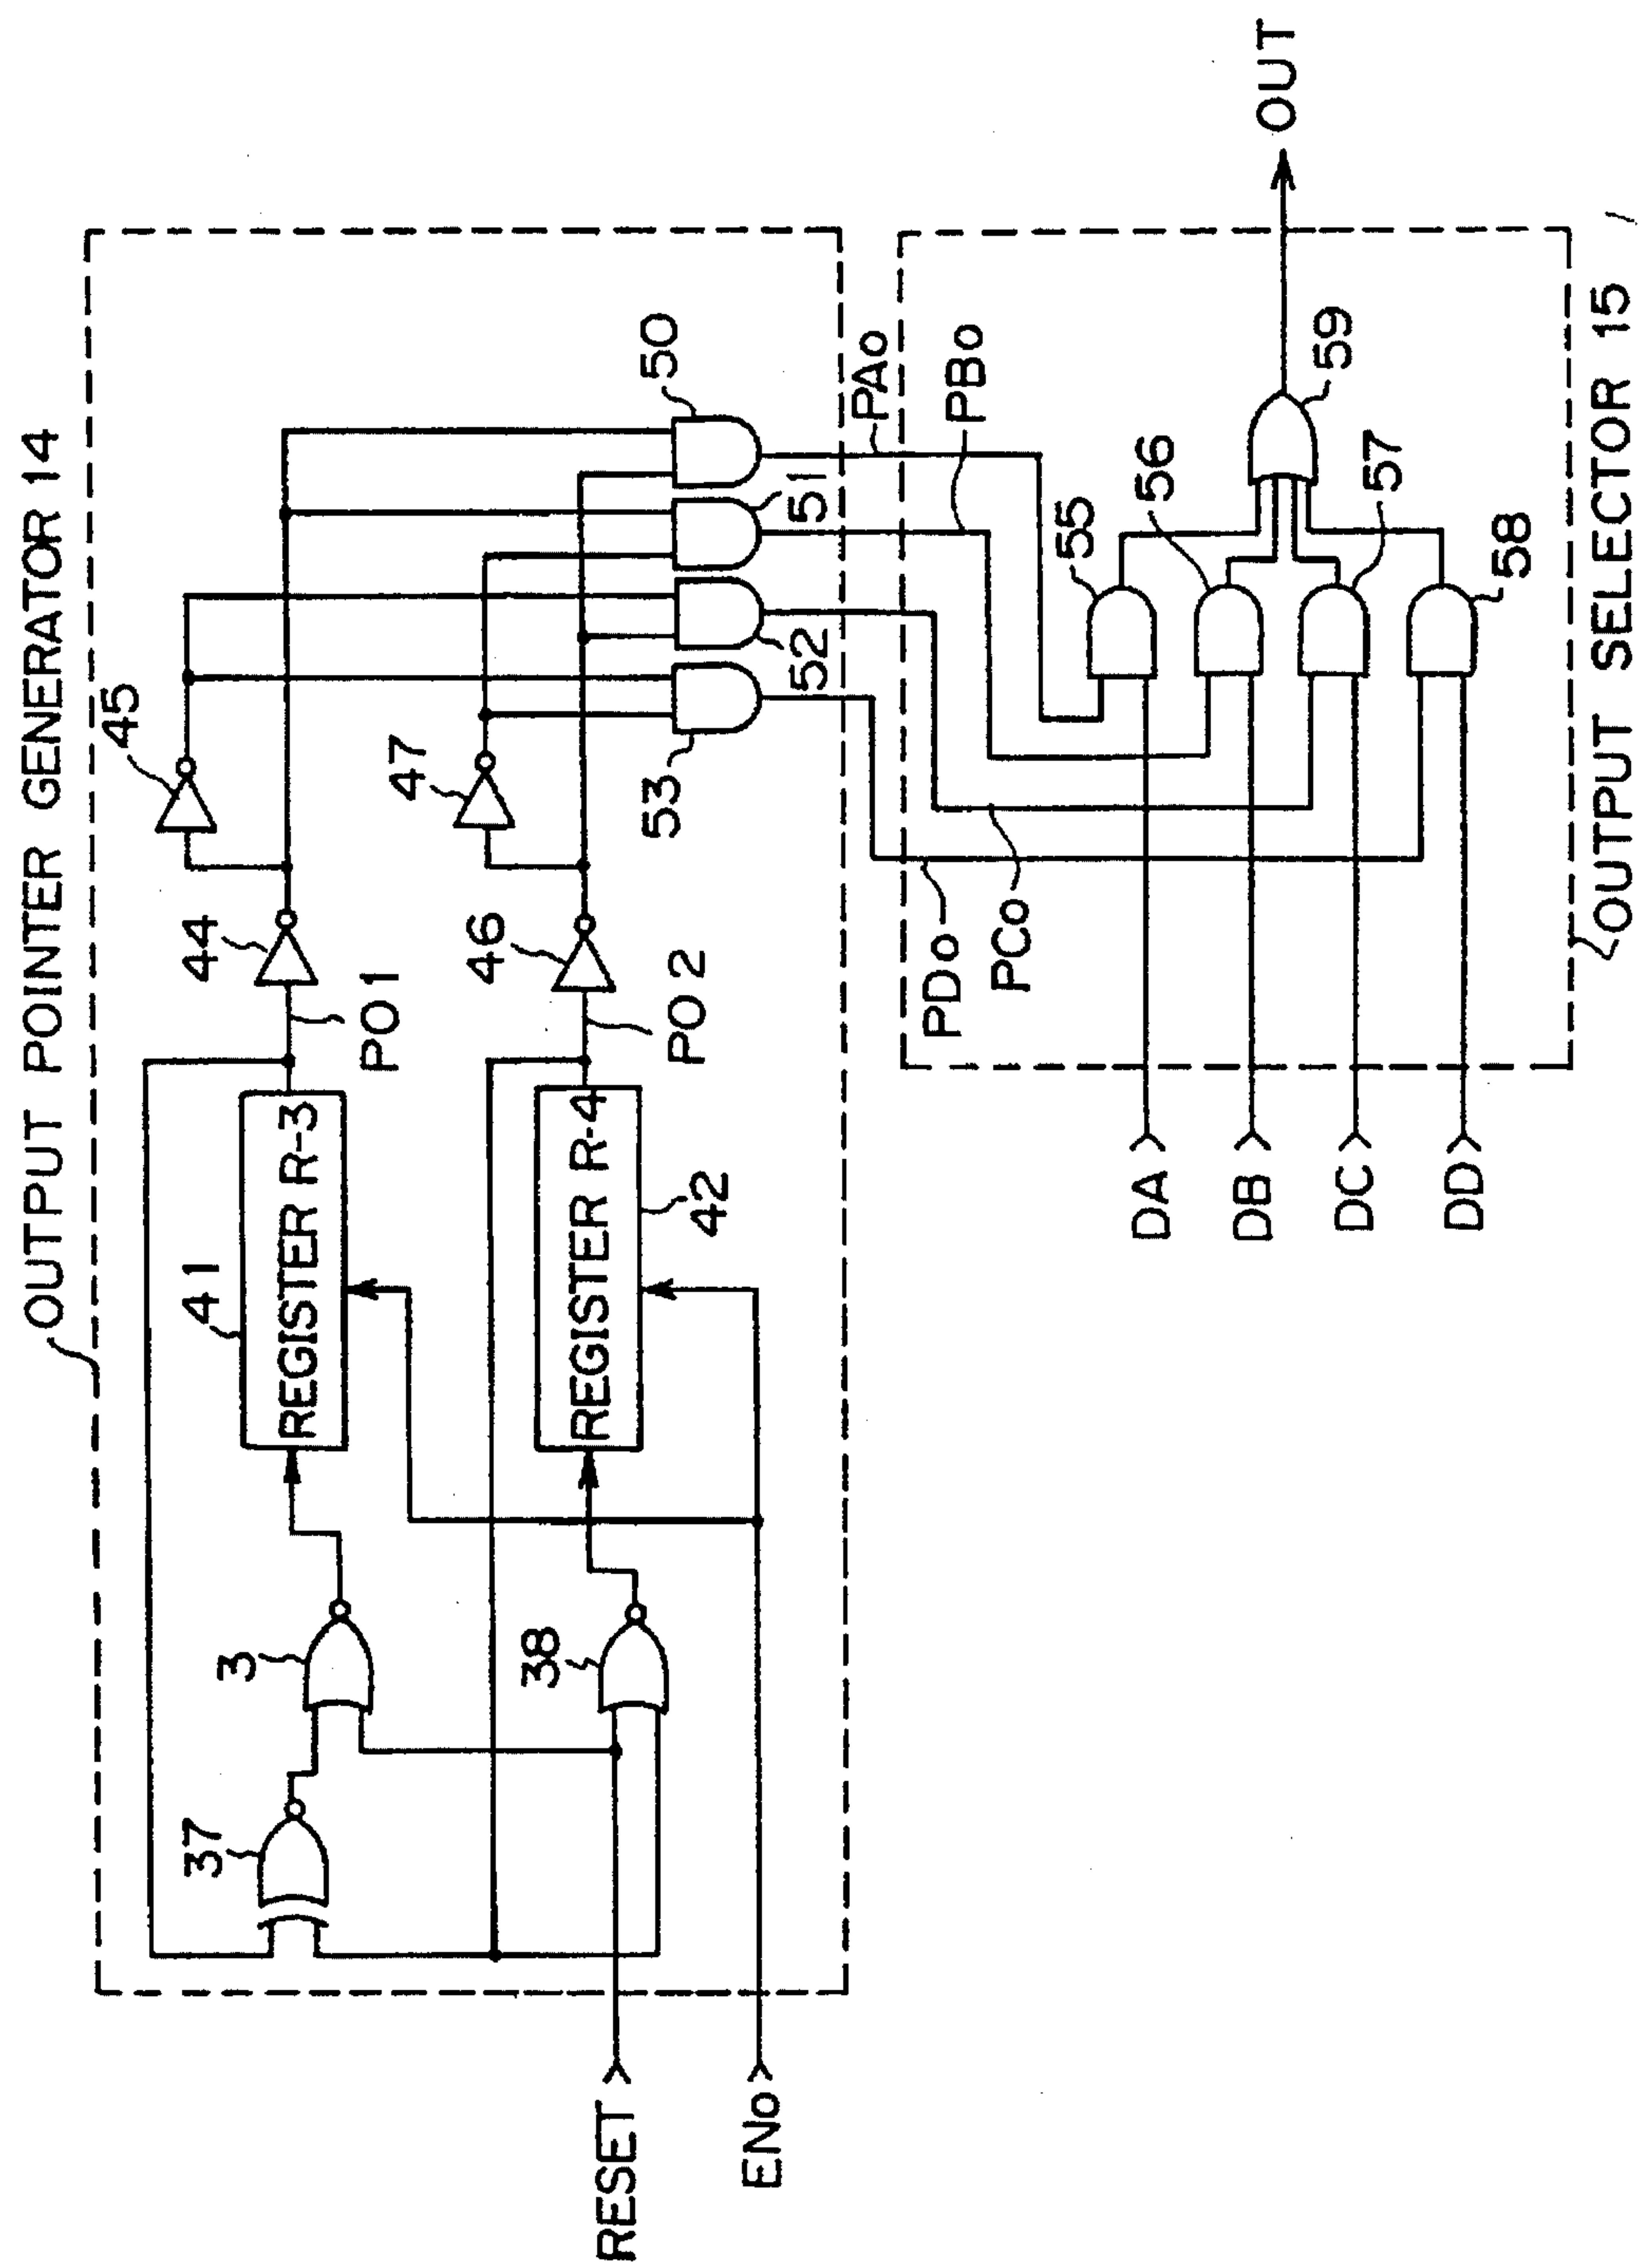 OUTPUT POINTER GENERATOR 14
37
3
41
REGISTER R-3
PO1
44
45
38
REGISTER R-4
42
PO2
46
47
50
51
52
53
RESET
ENo
PAo
PBo
PCo
PDo
DA
DB
DC
DD
55
56
57
58
59
OUT
OUTPUT SELECTOR 15